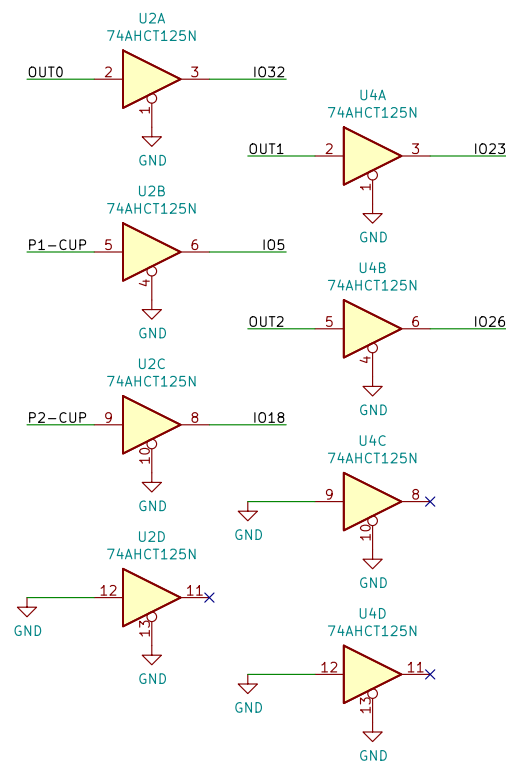 U2A
74AHCT125N
OUT0 2 3 IO32
1
GND
U4A
74AHCT125N
OUT1 2 3 IO23
1
GND
U2B
74AHCT125N
P1-CUP 5 6 IO5
4
GND
U4B
74AHCT125N
OUT2 5 6 IO26
4
GND
U2C
74AHCT125N
P2-CUP 9 8 IO18
10
GND
U4C
74AHCT125N
9 8
GND
10
GND
U2D
74AHCT125N
12 11
GND
13
GND
U4D
74AHCT125N
12 11
GND
13
GND